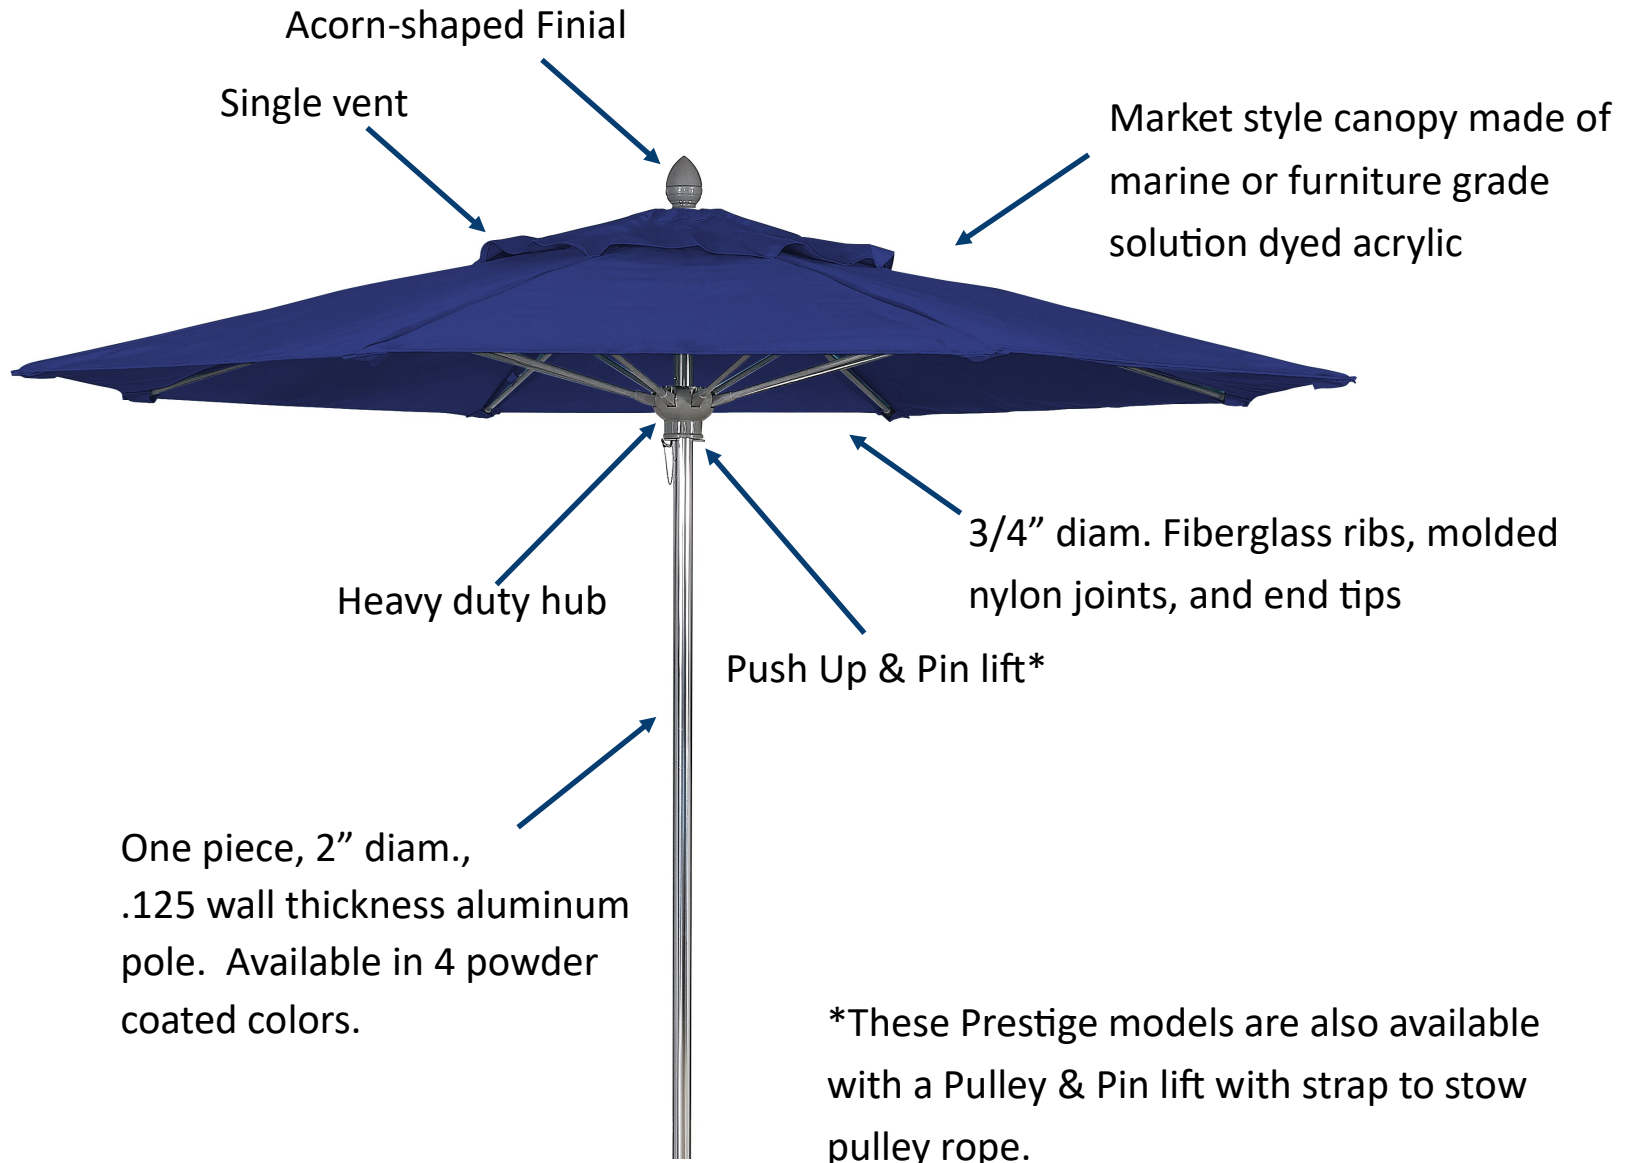 Acorn-shaped Finial
Single vent
Market style canopy made of
marine or furniture grade
solution dyed acrylic
3/4” diam. Fiberglass ribs, molded
nylon joints, and end tips
Heavy duty hub
Push Up & Pin lift*
One piece, 2” diam.,
.125 wall thickness aluminum
pole.  Available in 4 powder
coated colors.
*These Prestige models are also available
with a Pulley & Pin lift with strap to stow
pulley rope.